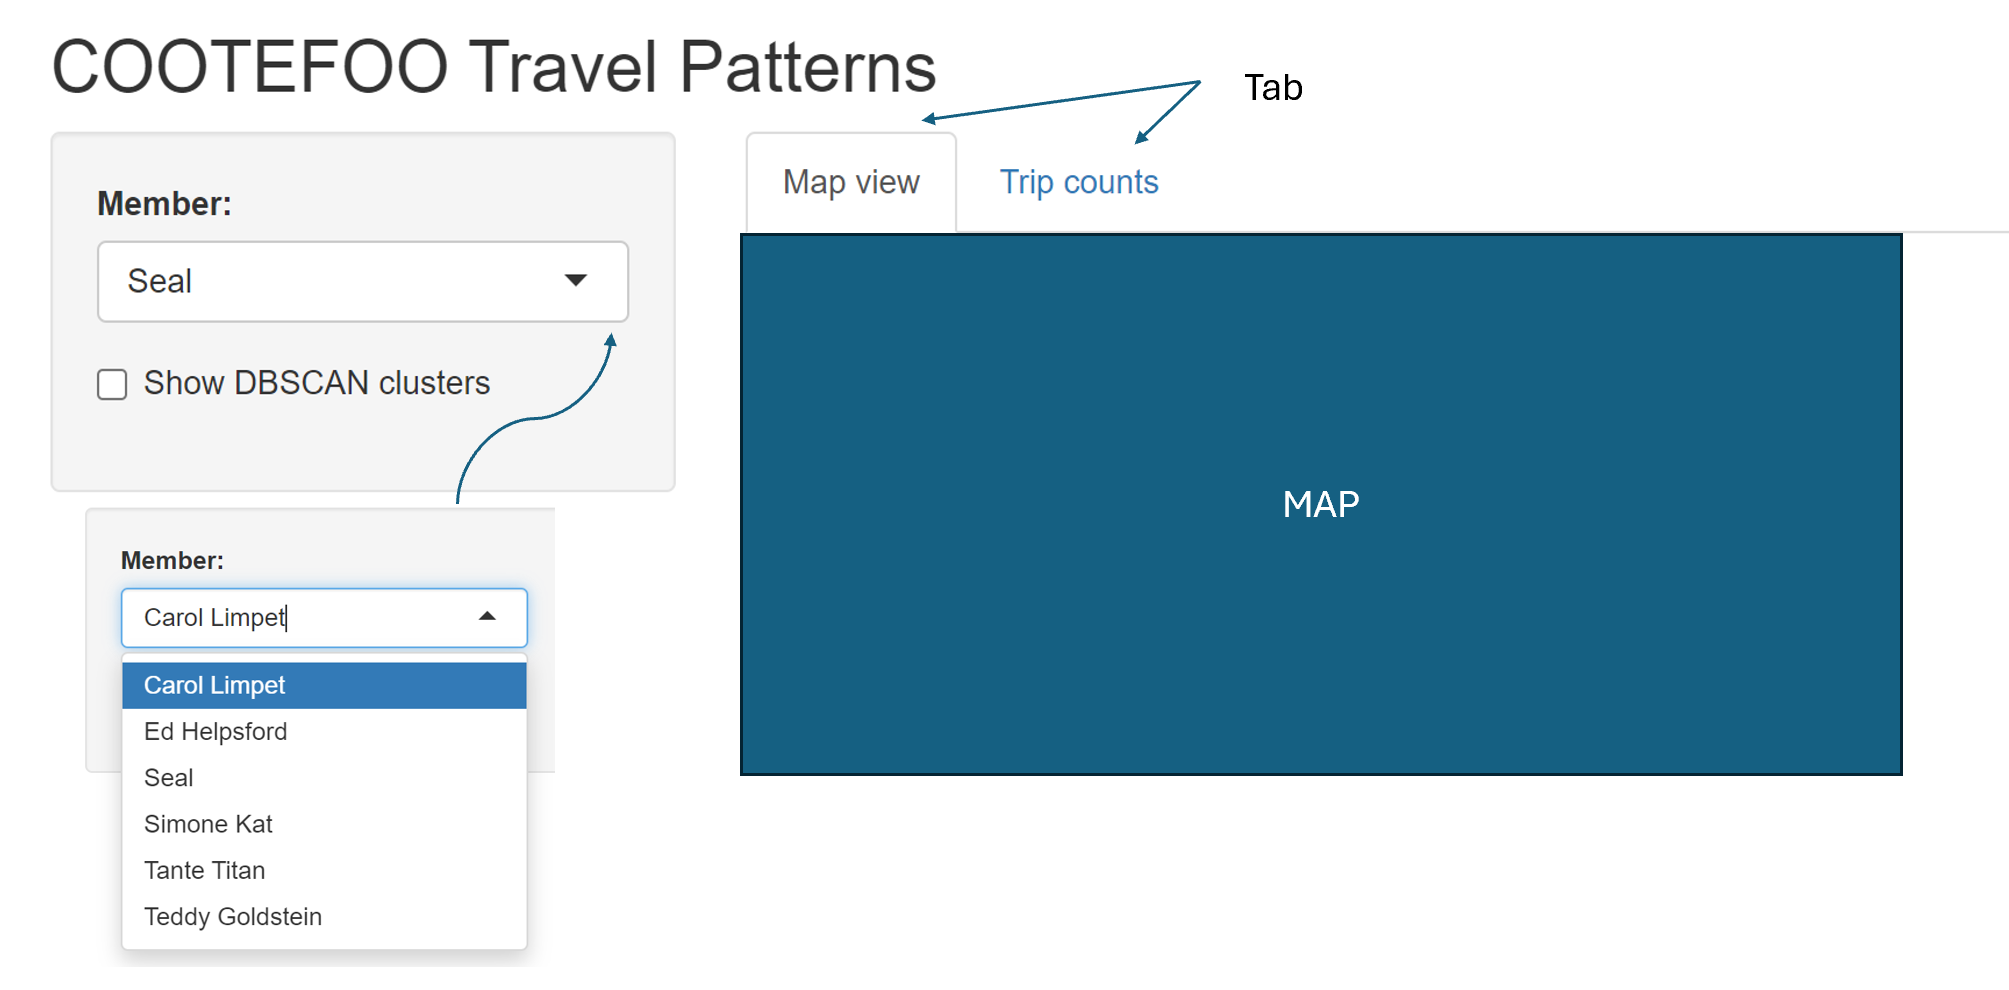 COOTEFOO Travel Patterns
Tab
Member:
Seal
Show DBSCAN clusters
Map view
Trip counts
MAP
Member:
Carol Limpet
Carol Limpet
Ed Helpsford
Seal
Simone Kat
Tante Titan
Teddy Goldstein